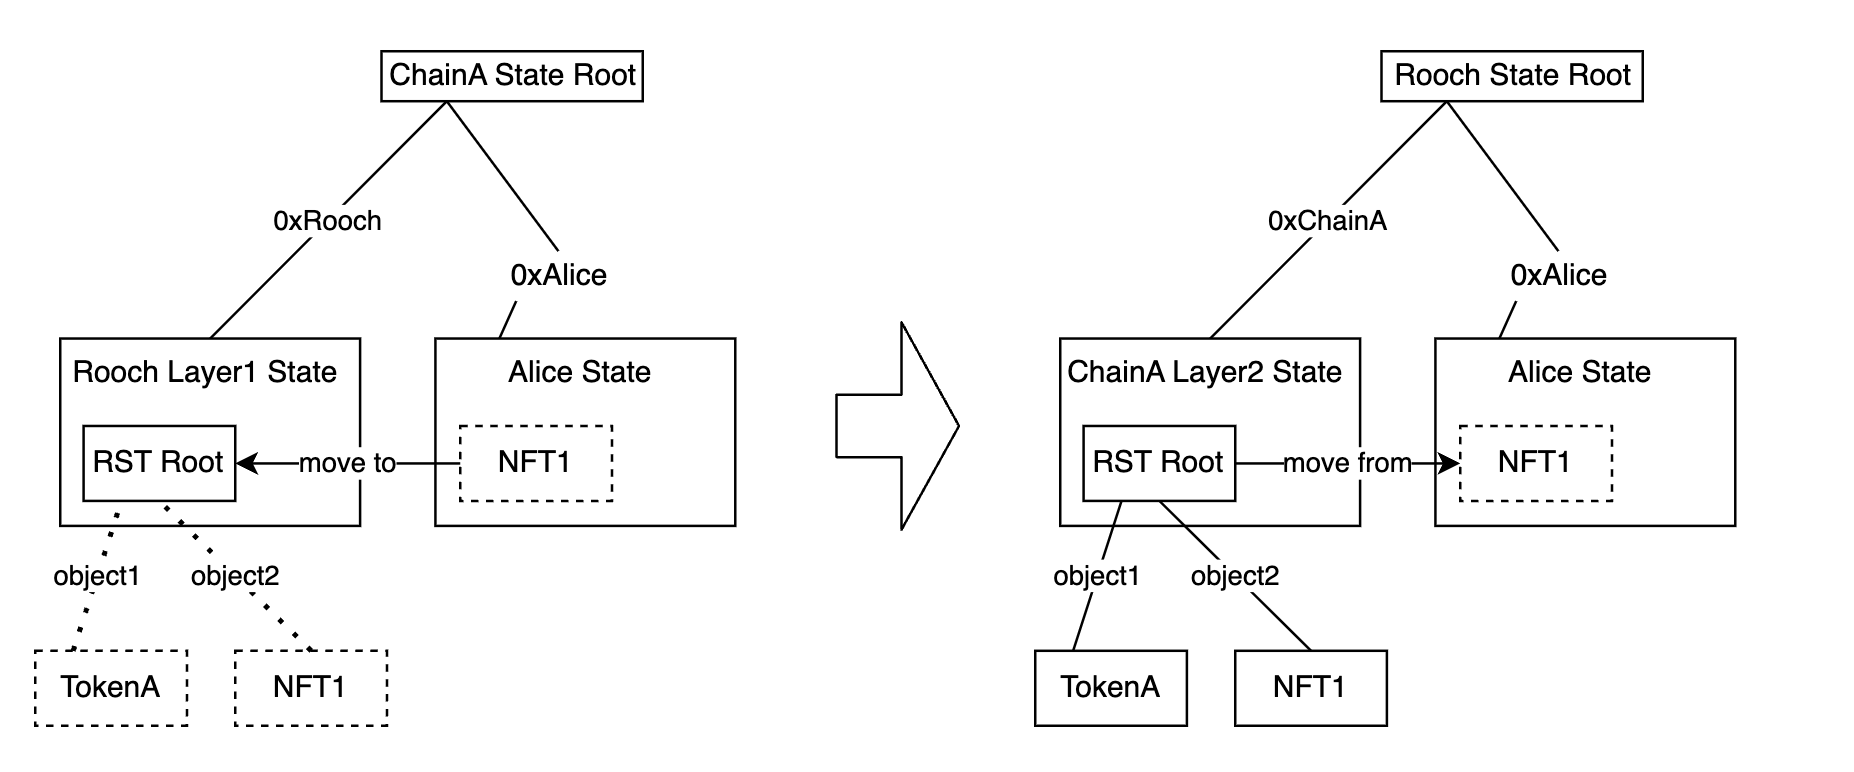 ChainA State Root
0xRooch
0xAlice
Rooch Layer1 State
Alice State
RST Root
move to
NFT1
object1
object2
TokenA
NFT1
Rooch State Root
0xChainA
0xAlice
ChainA Layer2 State
Alice State
RST Root
move from
NFT1
object1
object2
TokenA
NFT1